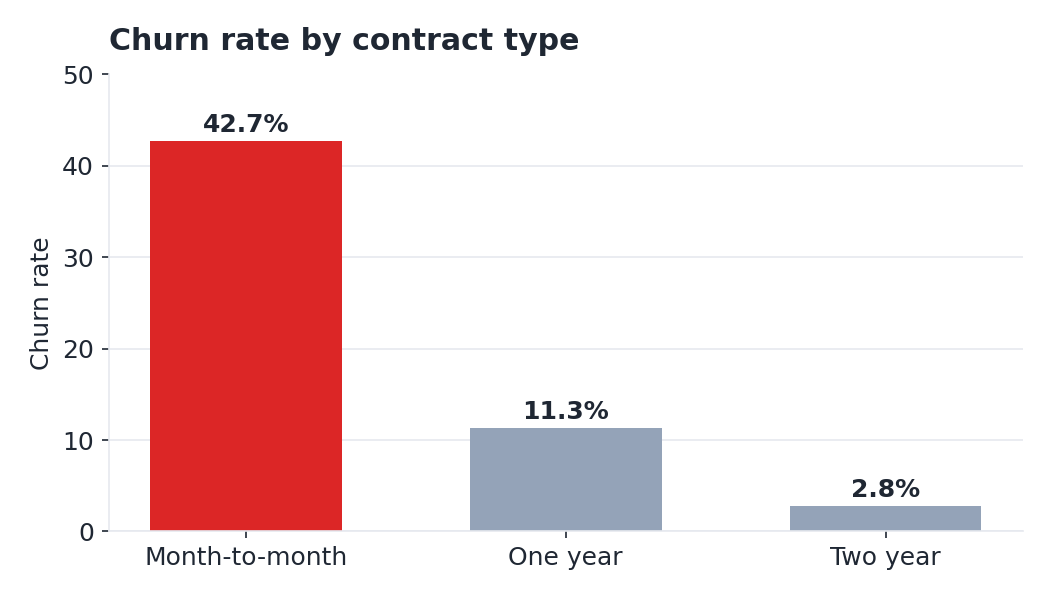 Churn rate by contract type
50
40
30
20
10
0
Churn rate
42.7%
11.3%
2.8%
Month-to-month
One year
Two year